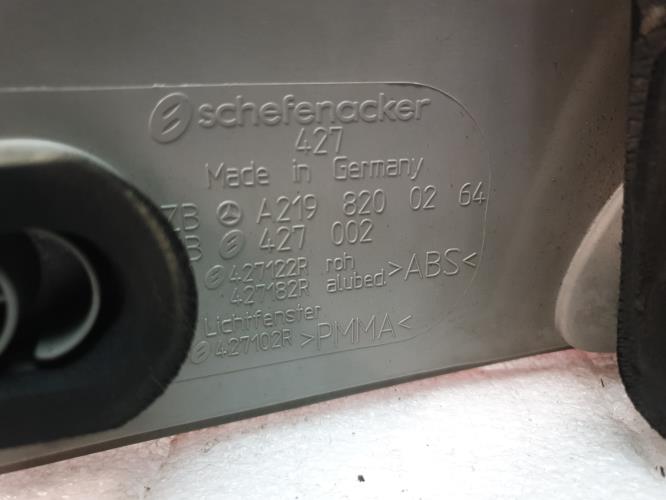 schefenacker
427
Made in Germany
ZB A219 820 02 64
B 427 002
427122R roh
427182R alubed. >ABS<
Lichtfenster
427102R >PMMA<